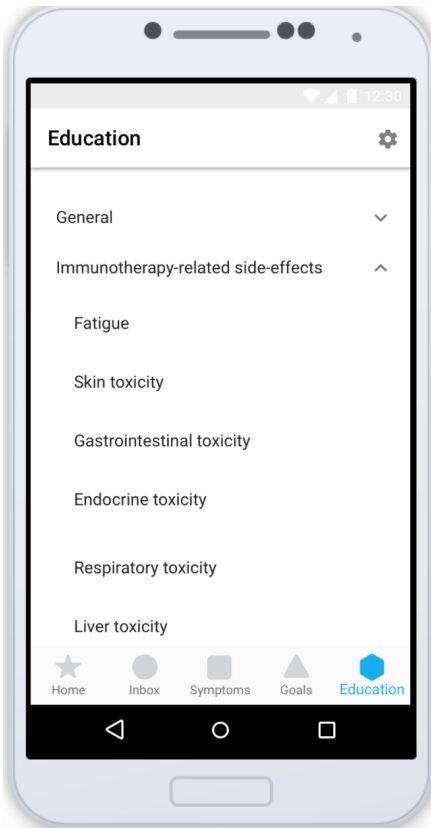 12:30
Education
General
Immunotherapy-related side-effects
Fatigue
Skin toxicity
Gastrointestinal toxicity
Endocrine toxicity
Respiratory toxicity
Liver toxicity
Home Inbox Symptoms Goals Education